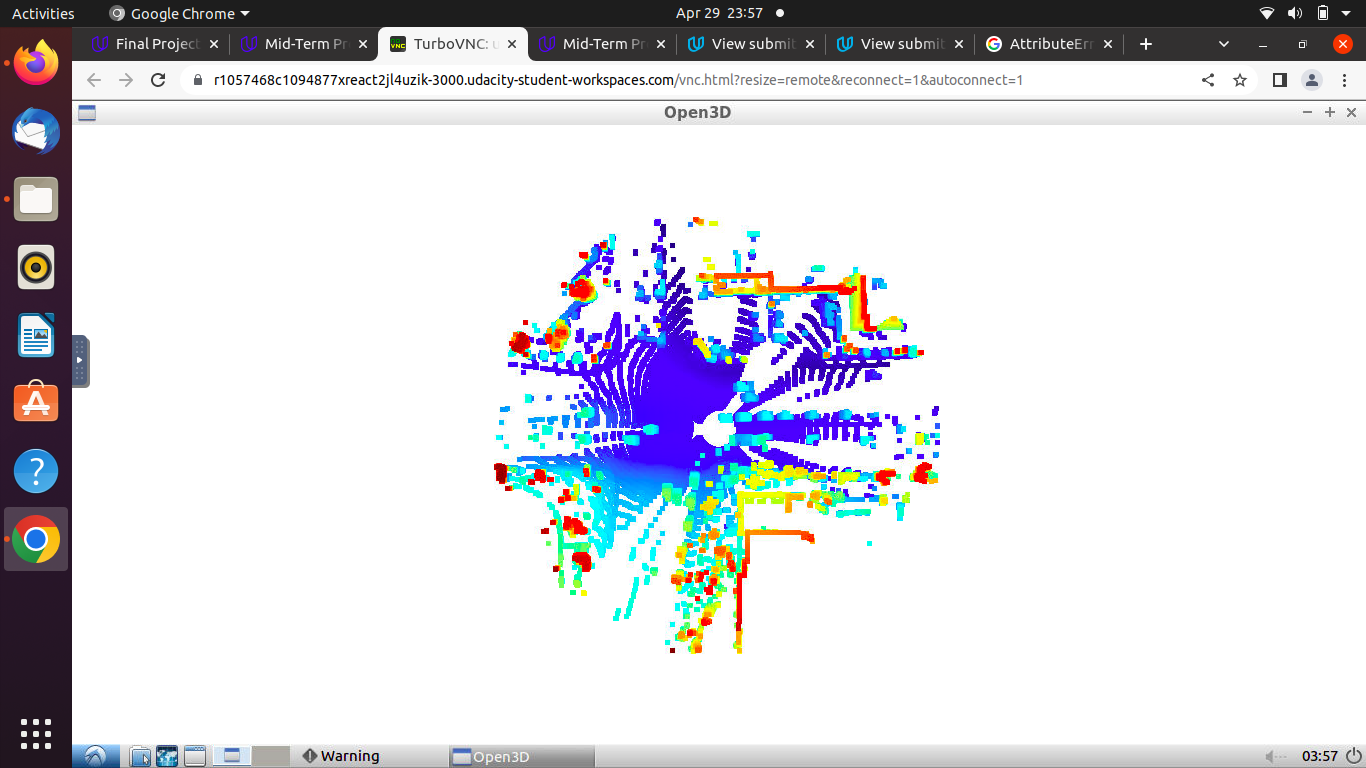 Activities
Google Chrome
Apr 29 23:57
Final Project
Mid-Term Pr
TurboVNC: u
Mid-Term Pr
View submit
View submit
AttributeErr
r1057468c1094877xreact2jl4uzik-3000.udacity-student-workspaces.com/vnc.html?resize=remote&reconnect=1&autoconnect=1
Open3D
Warning
Open3D
03:57